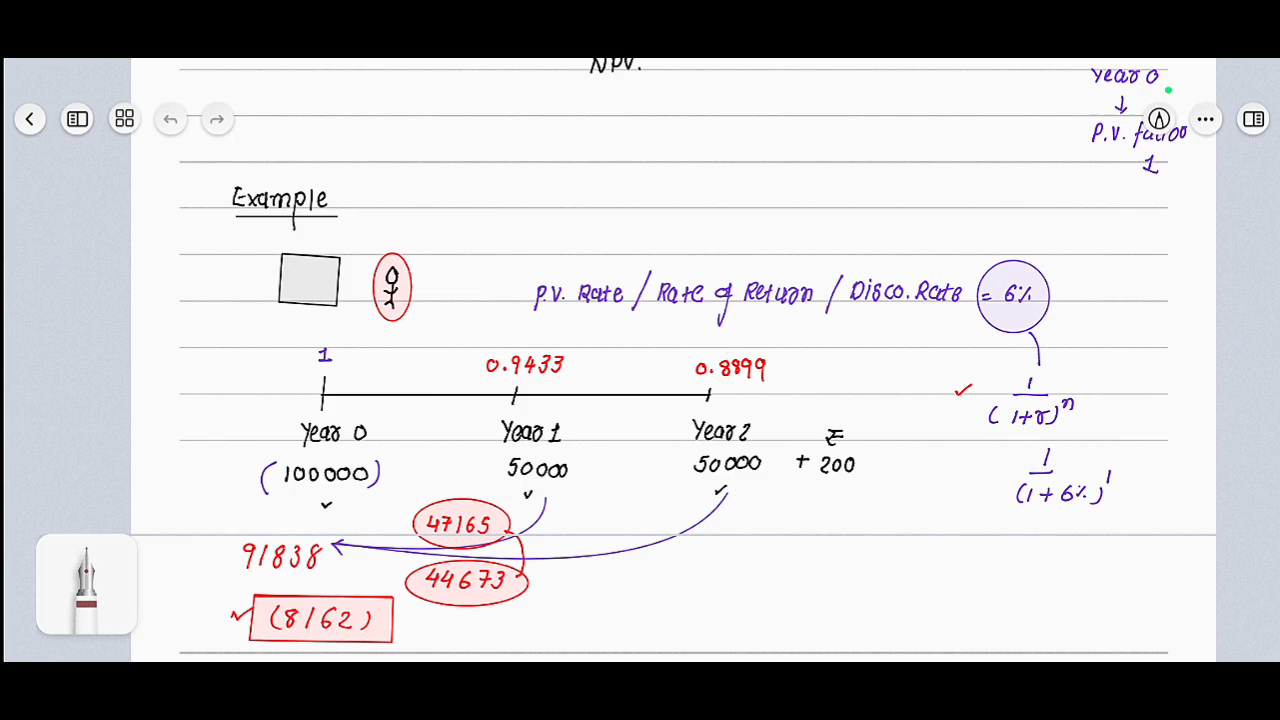 NPV.
Year 0
↓
P.V. factor
1
Example
P.V. Rate / Rate of Return / Disco. Rate = 6%
1 0.9433 0.8899
1
(1+r)^n
Year 0 Year 1 Year 2 ₹
(100000) 50000 50000 + 200
1
(1 + 6%)^1
47165
91838 44673
(8162)